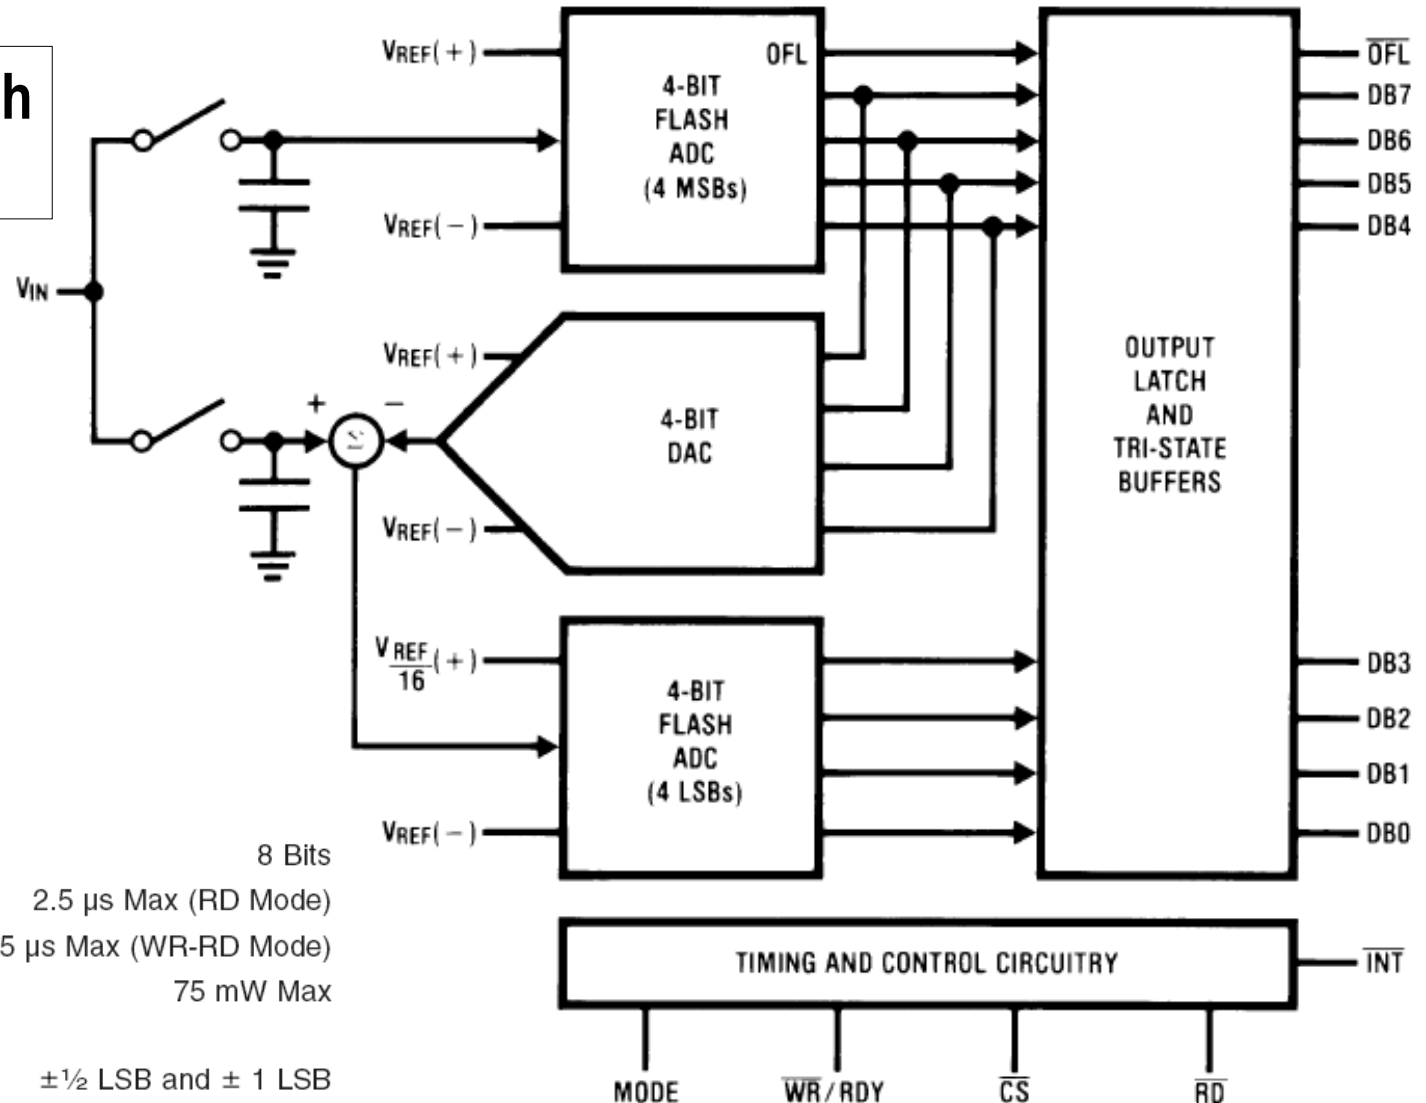 h
VREF(+)
OFL
4-BIT
FLASH
ADC
(4 MSBs)
VREF(−)
VIN
OFL
DB7
DB6
DB5
DB4
VREF(+)
+ −
Σ
4-BIT
DAC
VREF(−)
OUTPUT
LATCH
AND
TRI-STATE
BUFFERS
VREF/16(+)
4-BIT
FLASH
ADC
(4 LSBs)
VREF(−)
DB3
DB2
DB1
DB0
8 Bits
2.5 µs Max (RD Mode)
5 µs Max (WR-RD Mode)
75 mW Max
±½ LSB and ± 1 LSB
TIMING AND CONTROL CIRCUITRY
INT
MODE
WR/RDY
CS
RD